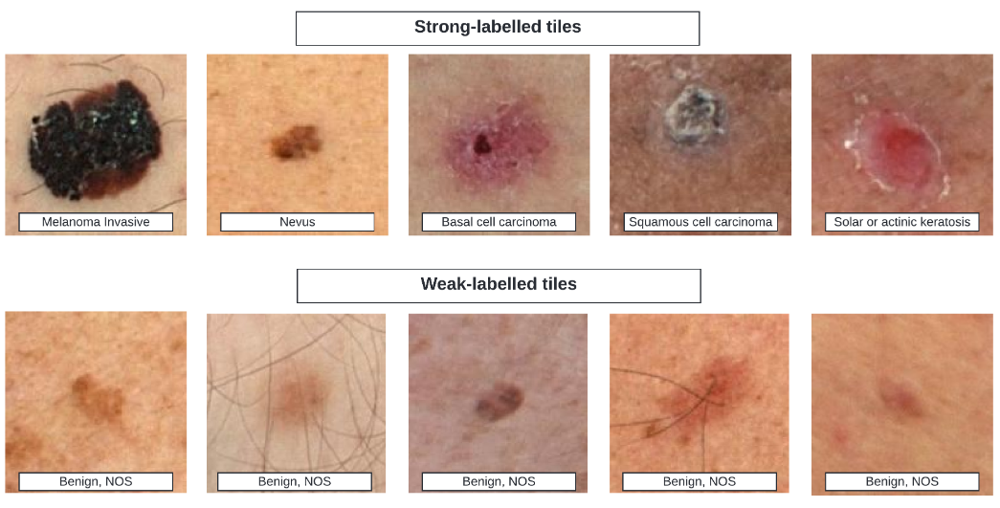 Strong-labelled tiles
Melanoma Invasive
Nevus
Basal cell carcinoma
Squamous cell carcinoma
Solar or actinic keratosis
Weak-labelled tiles
Benign, NOS
Benign, NOS
Benign, NOS
Benign, NOS
Benign, NOS